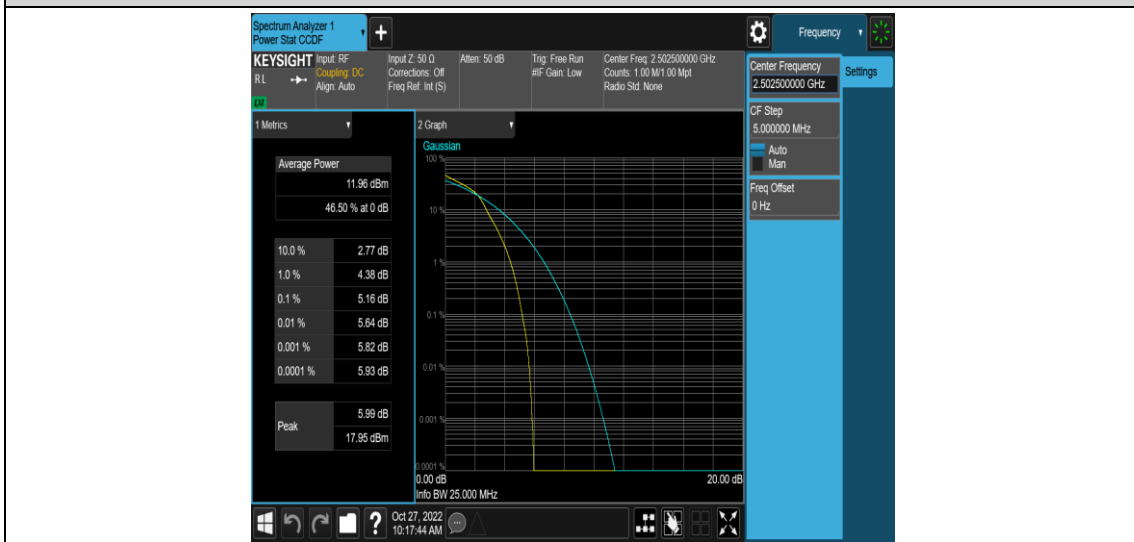 Spectrum Analyzer 1
Power Stat CCDF
+
Frequency
KEYSIGHT
RL
LXI
Input: RF
Coupling: DC
Align: Auto
Input Z: 50 Ω
Corrections: Off
Freq Ref: Int (S)
Atten: 50 dB
Trig: Free Run
#IF Gain: Low
Center Freq: 2.502500000 GHz
Counts: 1.00 M/1.00 Mpt
Radio Std: None
Center Frequency
2.502500000 GHz
Settings
CF Step
5.000000 MHz
Auto
Man
Freq Offset
0 Hz
1 Metrics
Average Power
11.96 dBm
46.50 % at 0 dB
10.0 % 2.77 dB
1.0 % 4.38 dB
0.1 % 5.16 dB
0.01 % 5.64 dB
0.001 % 5.82 dB
0.0001 % 5.93 dB
Peak
5.99 dB
17.95 dBm
2 Graph
Gaussian
100 %
10 %
1 %
0.1 %
0.01 %
0.001 %
0.0001 %
0.00 dB 20.00 dB
Info BW 25.000 MHz
?
Oct 27, 2022
10:17:44 AM